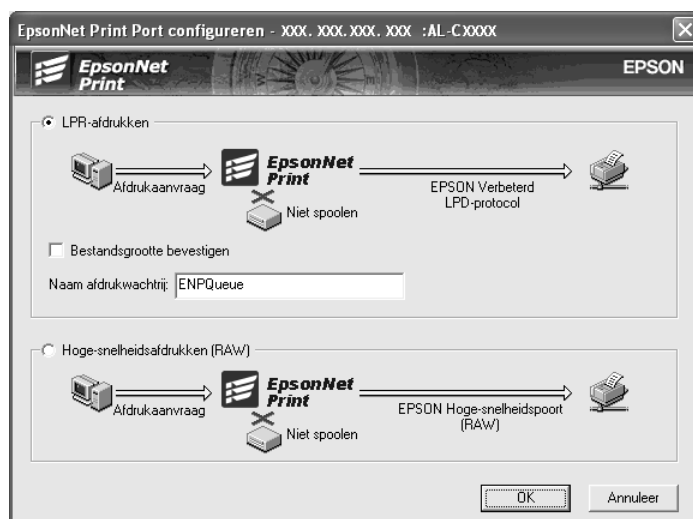 EpsonNet Print Port configureren - XXX. XXX.XXX. XXX :AL-CXXXX
EpsonNet
Print
EPSON
LPR-afdrukken
Afdrukaanvraag
EpsonNet
Print
Niet spoolen
EPSON Verbeterd
LPD-protocol
Bestandsgrootte bevestigen
Naam afdrukwachtrij:
ENPQueue
Hoge-snelheidsafdrukken (RAW)
Afdrukaanvraag
EpsonNet
Print
Niet spoolen
EPSON Hoge-snelheidspoort
(RAW)
OK
Annuleer